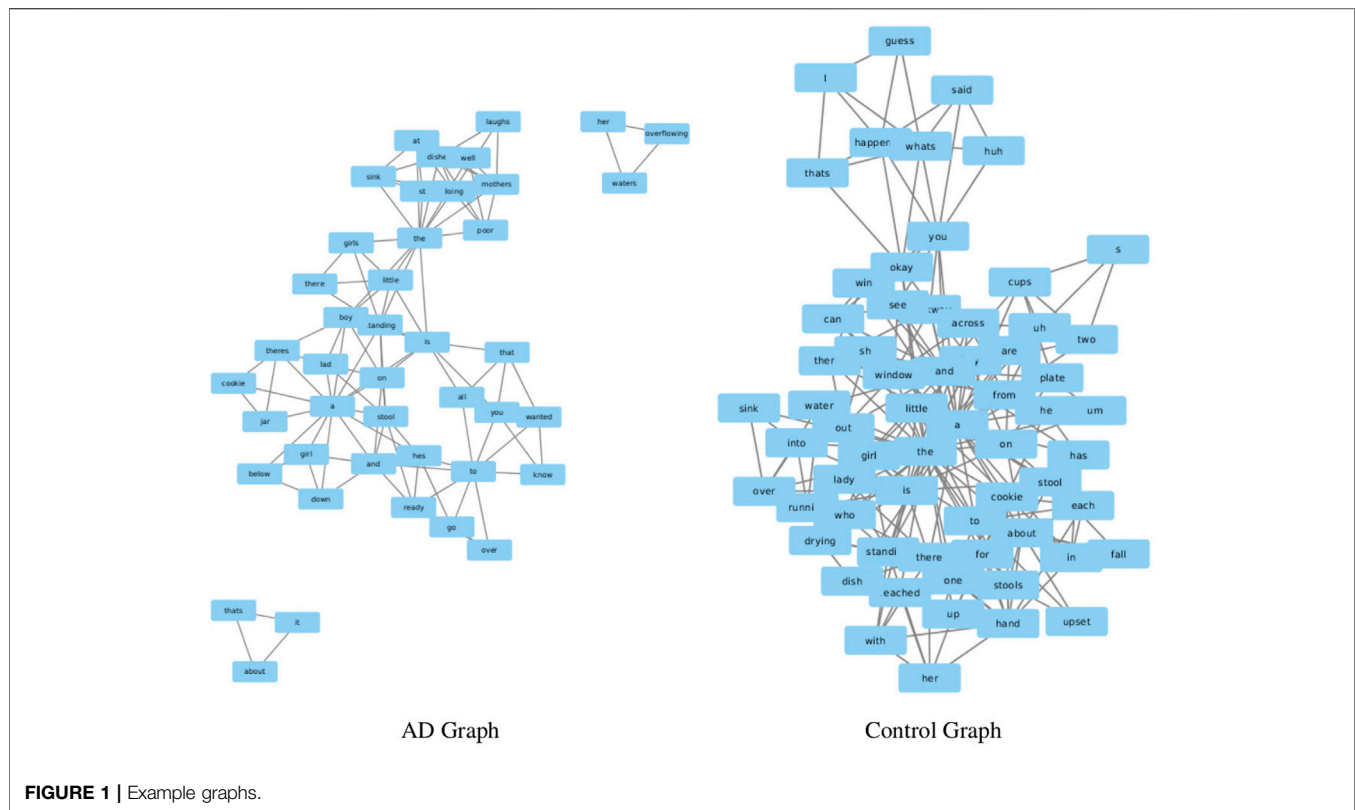 guess
I
said
laughs
her
overflowing
at
dishe
well
happen
whats
huh
sink
thats
mothers
waters
st
loing
poor
the
you
girls
s
okay
there
little
win
cups
see
boy
tanding
can
across
uh
is
two
theres
that
ther
sh
are
lad
window
and
y
plate
cookie
on
from
all
a
jar
stool
you
wanted
sink
water
little
he
um
out
a
into
on
girl
hes
girl
the
has
and
below
to
know
lady
stool
down
over
is
cookie
ready
runni
who
each
go
to
about
drying
over
standi
there
for
in
fall
dish
one
stools
eached
thats
it
up
hand
upset
with
about
her
AD Graph
Control Graph
FIGURE 1 | Example graphs.